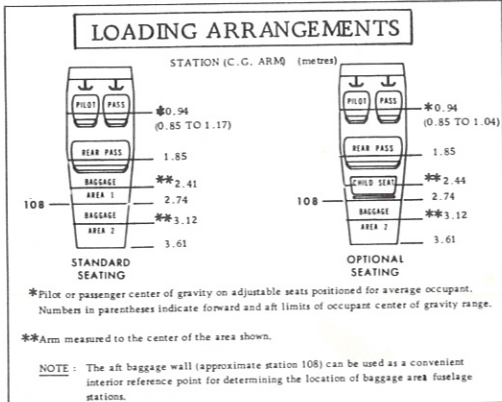 LOADING ARRANGEMENTS
STATION (C.G. ARM) (metres)
PILOT PASS
*0.94
(0.85 TO 1.17)
REAR PASS
1.85
BAGGAGE
**2.41
AREA 1
2.74
108
BAGGAGE
**3.12
AREA 2
3.61
STANDARD
SEATING
PILOT PASS
*0.94
(0.85 TO 1.04)
REAR PASS
1.85
CHILD SEAT
**2.44
2.74
108
BAGGAGE
**3.12
AREA 2
3.61
OPTIONAL
SEATING
*Pilot or passenger center of gravity on adjustable seats positioned for average occupant.
Numbers in parentheses indicate forward and aft limits of occupant center of gravity range.
**Arm measured to the center of the area shown.
NOTE : The aft baggage wall (approximate station 108) can be used as a convenient
interior reference point for determining the location of baggage area fuselage
stations.